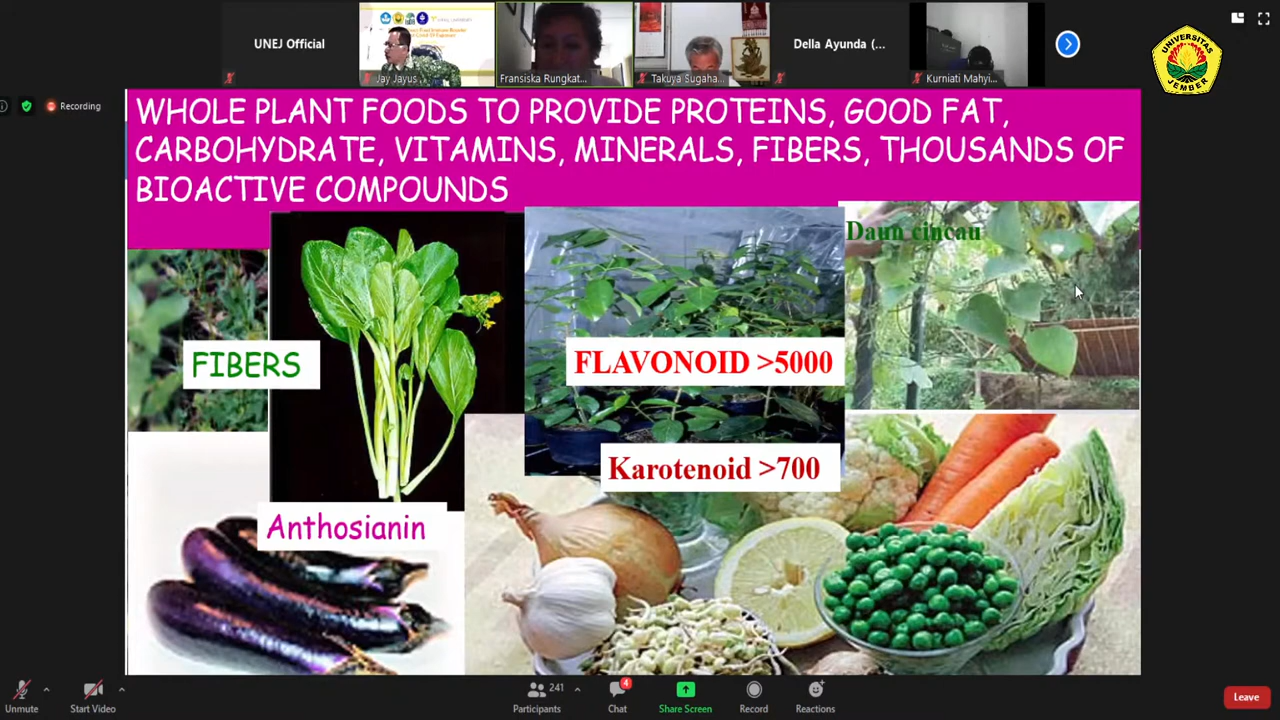 UNEJ Official
Jay Jayus
Fransiska Rungkat...
Takuya Sugaha...
Della Ayunda (...
Kurniati Mahyi...
UNIVERSITAS
JEMBER
Recording
WHOLE PLANT FOODS TO PROVIDE PROTEINS, GOOD FAT,
CARBOHYDRATE, VITAMINS, MINERALS, FIBERS, THOUSANDS OF
BIOACTIVE COMPOUNDS
Daun cincau
FIBERS
FLAVONOID >5000
Karotenoid >700
Anthosianin
Unmute
Start Video
241
Participants
4
Chat
Share Screen
Record
Reactions
Leave